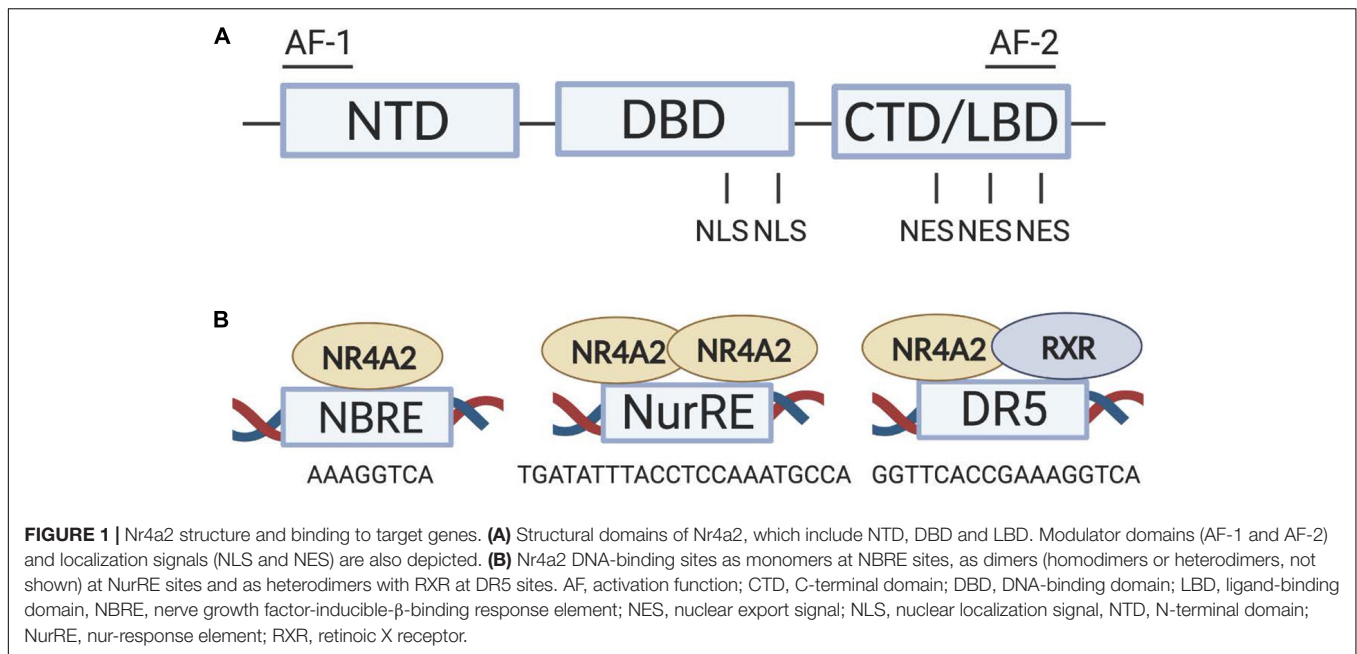 A
AF-1 AF-2
NTD DBD CTD/LBD
NLS NLS NES NES NES
B
NR4A2 NR4A2 NR4A2 NR4A2 RXR
NBRE NurRE DR5
AAAGGTCA TGATATTTACCTCCAAATGCCA GGTTCACCGAAAGGTCA
FIGURE 1 | Nr4a2 structure and binding to target genes. (A) Structural domains of Nr4a2, which include NTD, DBD and LBD. Modulator domains (AF-1 and AF-2)
and localization signals (NLS and NES) are also depicted. (B) Nr4a2 DNA-binding sites as monomers at NBRE sites, as dimers (homodimers or heterodimers, not
shown) at NurRE sites and as heterodimers with RXR at DR5 sites. AF, activation function; CTD, C-terminal domain; DBD, DNA-binding domain; LBD, ligand-binding
domain, NBRE, nerve growth factor-inducible-β-binding response element; NES, nuclear export signal; NLS, nuclear localization signal, NTD, N-terminal domain;
NurRE, nur-response element; RXR, retinoic X receptor.